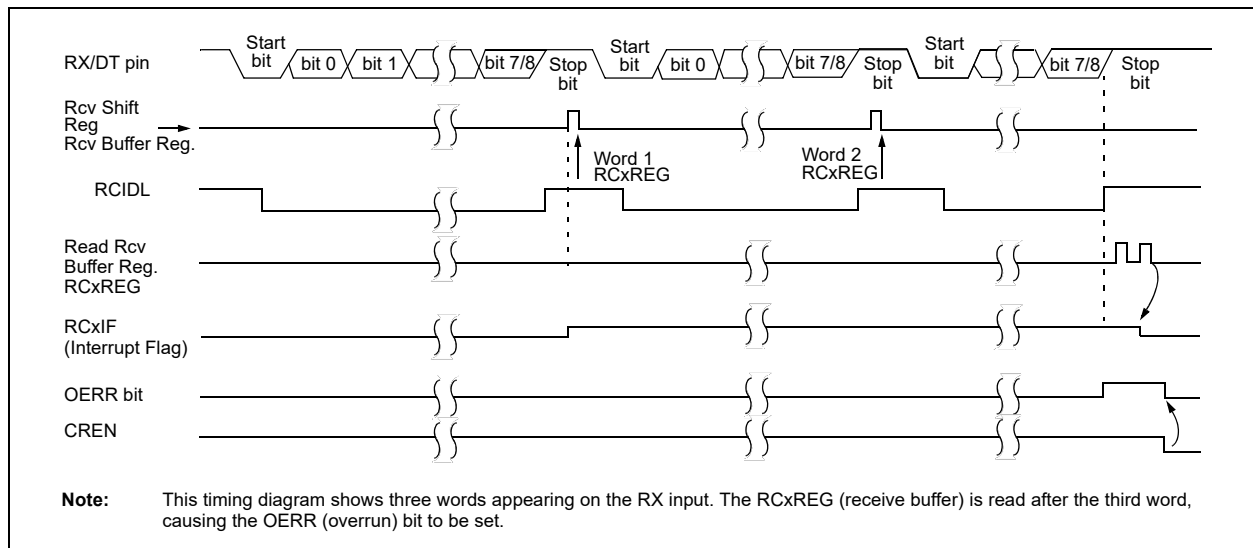 RX/DT pin
Start
bit
bit 0
bit 1
bit 7/8
Stop
bit
Start
bit
bit 0
bit 7/8
Stop
bit
Start
bit
bit 7/8
Stop
bit
Rcv Shift
Reg
Rcv Buffer Reg.
Word 1
RCxREG
Word 2
RCxREG
RCIDL
Read Rcv
Buffer Reg.
RCxREG
RCxIF
(Interrupt Flag)
OERR bit
CREN
Note: This timing diagram shows three words appearing on the RX input. The RCxREG (receive buffer) is read after the third word,
causing the OERR (overrun) bit to be set.